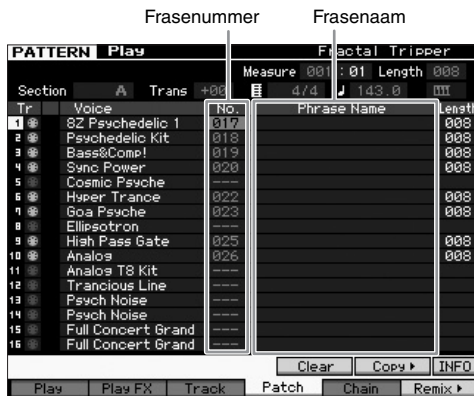 Frasenummer Frasenaam
PATTERN Play Fractal Tripper
Measure 001 : 01 Length 008
Section A Trans +00 4/4 ♩ 143.0
Tr Voice No. Phrase Name Length
1 8Z Psychedelic 1 017 008
2 Psychedelic Kit 018 008
3 Bass&Comp! 019 008
4 Sync Power 020 008
5 Cosmic Psyche ---
6 Hyper Trance 022 008
7 Goa Psyche 023 008
8 Ellipsotron ---
9 High Pass Gate 025 008
10 Analog 026 008
11 Analog T8 Kit ---
12 Trancious Line ---
13 Psych Noise ---
14 Psych Noise ---
15 Full Concert Grand ---
16 Full Concert Grand ---
Clear Copy▸ INFO
Play Play FX Track Patch Chain Remix▸